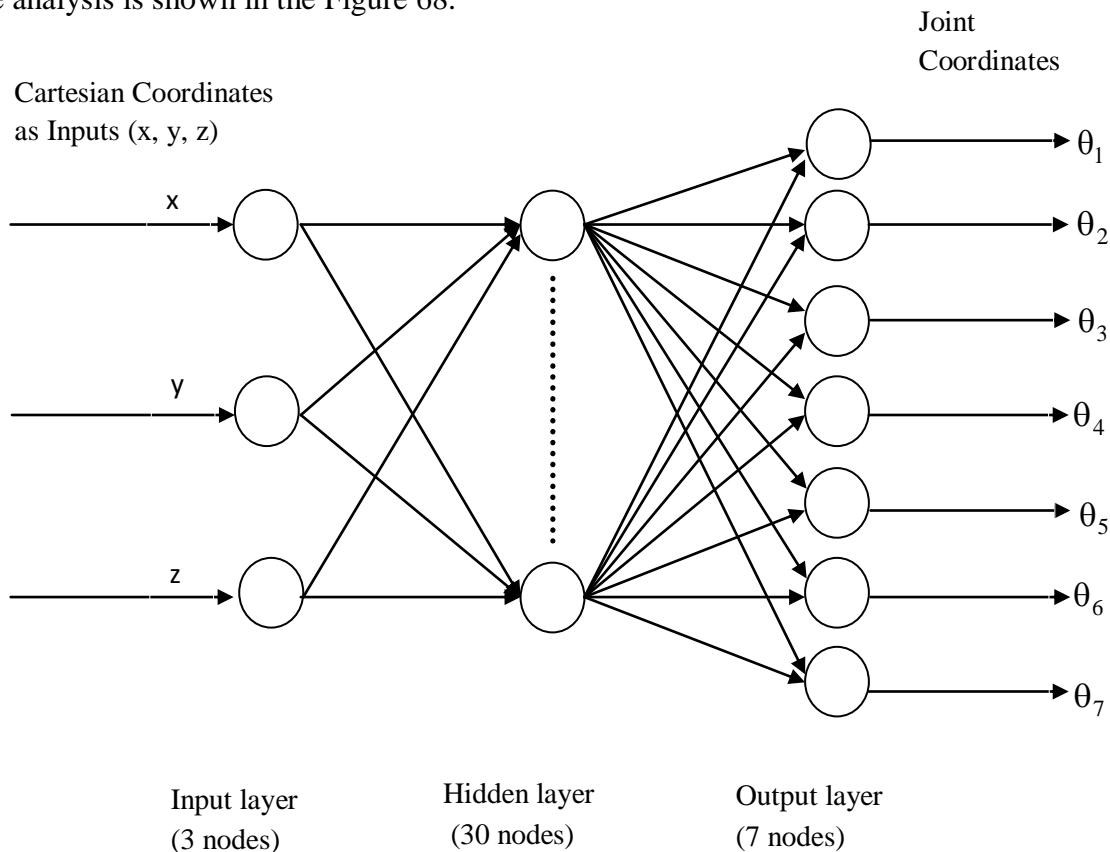 analysis is shown in the Figure 68.
Joint
Coordinates
Cartesian Coordinates
as Inputs (x, y, z)
x
y
z
θ1
θ2
θ3
θ4
θ5
θ6
θ7
Input layer
(3 nodes)
Hidden layer
(30 nodes)
Output layer
(7 nodes)